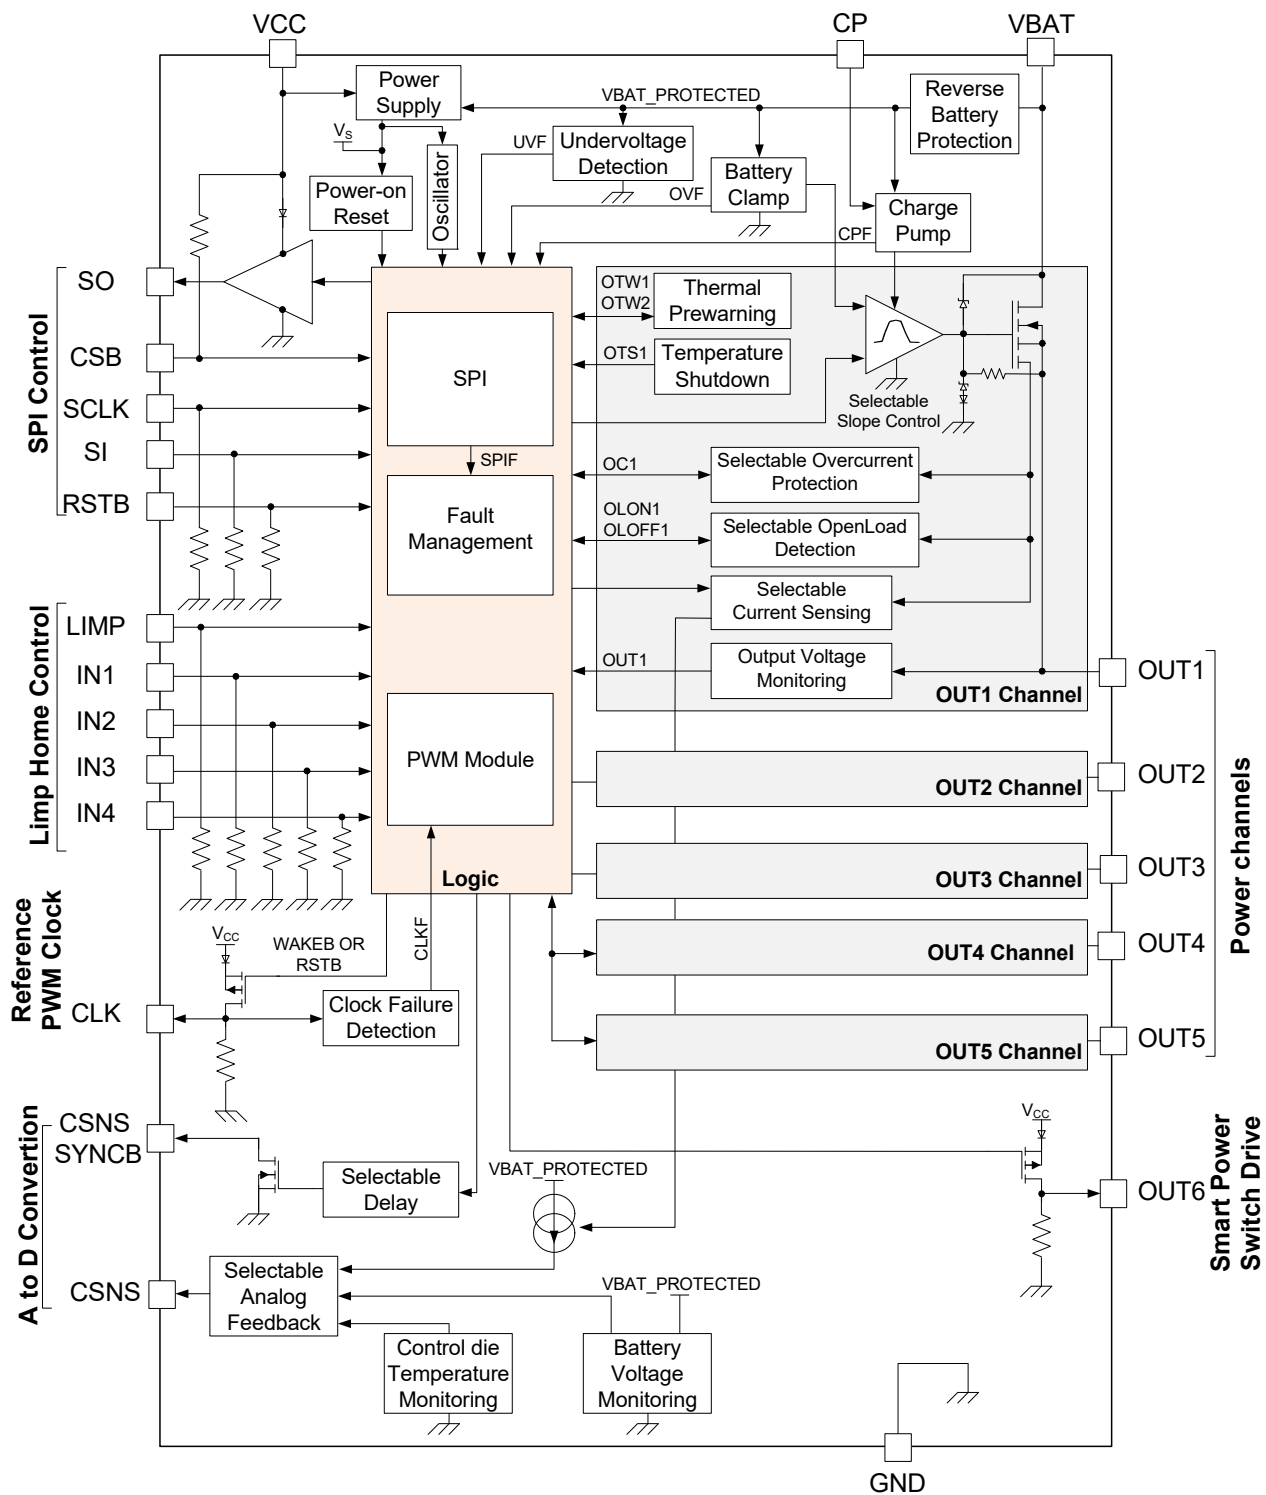 VCC
CP
VBAT
Power
Supply
VBAT_PROTECTED
Reverse
Battery
Protection
VS
UVF
Undervoltage
Detection
Oscillator
Power-on
Reset
Battery
Clamp
OVF
Charge
Pump
CPF
SPI Control
SO
CSB
SCLK
SI
RSTB
SPI
SPIF
Fault
Management
OTW1
OTW2
Thermal
Prewarning
OTS1
Temperature
Shutdown
Selectable
Slope Control
OC1
Selectable Overcurrent
Protection
OLON1
OLOFF1
Selectable OpenLoad
Detection
Selectable
Current Sensing
OUT1
Output Voltage
Monitoring
OUT1 Channel
OUT1
Limp Home Control
LIMP
IN1
IN2
IN3
IN4
PWM Module
Logic
OUT2 Channel
OUT2
OUT3 Channel
OUT3
OUT4 Channel
OUT4
OUT5 Channel
OUT5
Power channels
Reference
PWM Clock
VCC
WAKEB OR
RSTB
CLKF
CLK
Clock Failure
Detection
A to D Convertion
CSNS
SYNCB
Selectable
Delay
VBAT_PROTECTED
VCC
OUT6
Smart Power
Switch Drive
CSNS
Selectable
Analog
Feedback
VBAT_PROTECTED
Control die
Temperature
Monitoring
Battery
Voltage
Monitoring
GND